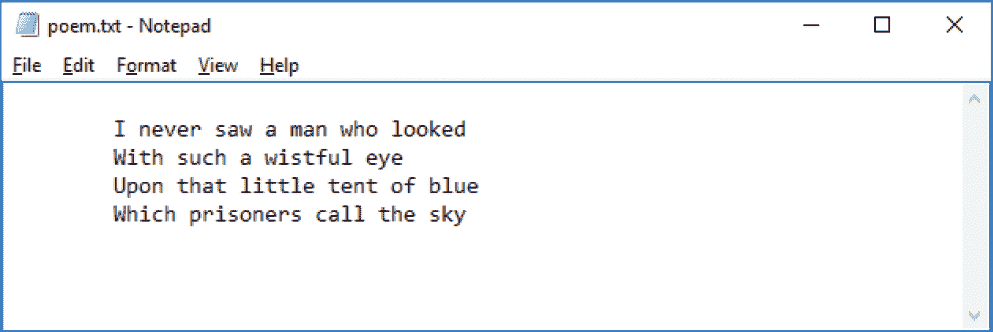 poem.txt - Notepad
File Edit Format View Help
I never saw a man who looked
With such a wistful eye
Upon that little tent of blue
Which prisoners call the sky